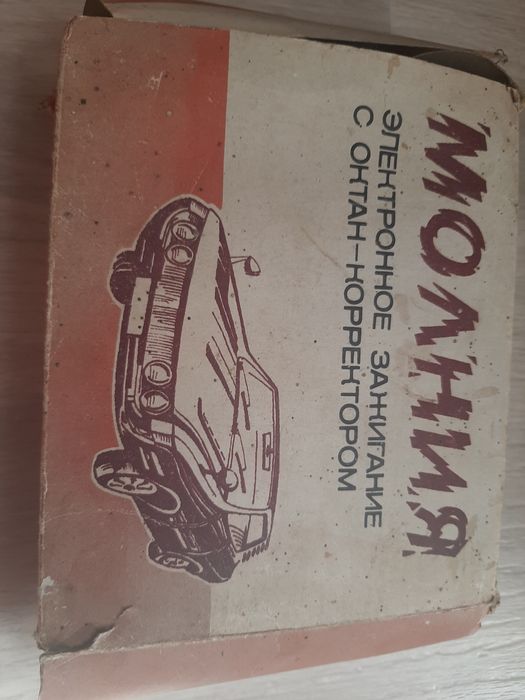 МОЛНИЯ
ЭЛЕКТРОННОЕ ЗАЖИГАНИЕ
С ОКТАН-КОРРЕКТОРОМ